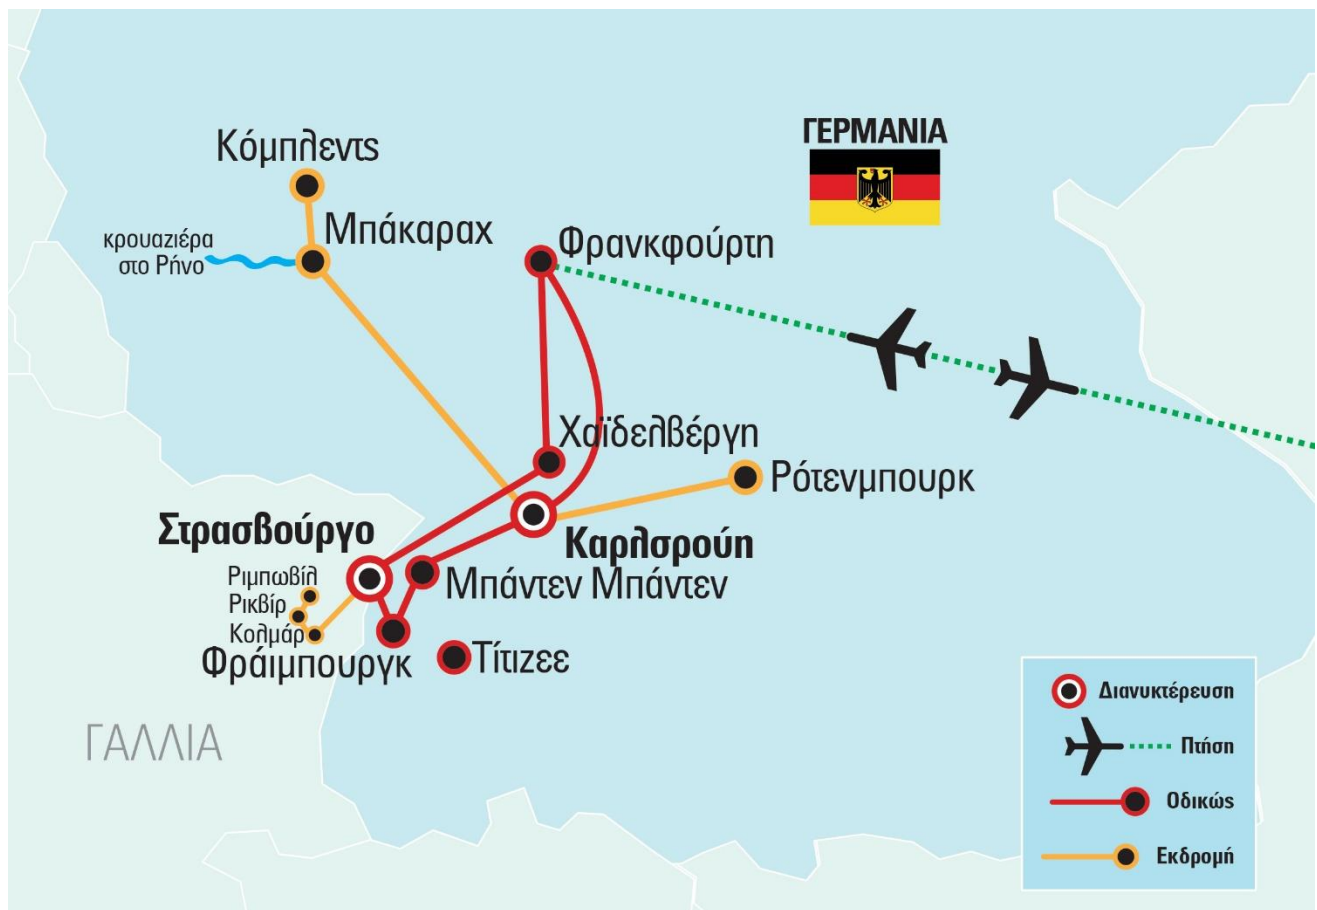 ΓΕΡΜΑΝΙΑ
Κόμπλεντς
Μπάκαραχ
κρουαζιέρα
στο Ρήνο
Φρανκφούρτη
Χαϊδελβέργη
Ρότενμπουρκ
Στρασβούργο
Καρλσρούη
Ριμπωβίλ
Μπάντεν Μπάντεν
Ρικβίρ
Κολμάρ
Φράιμπουργκ
Τίτιζεε
ΓΑΛΛΙΑ
Διανυκτέρευση
Πτήση
Οδικώς
Εκδρομή